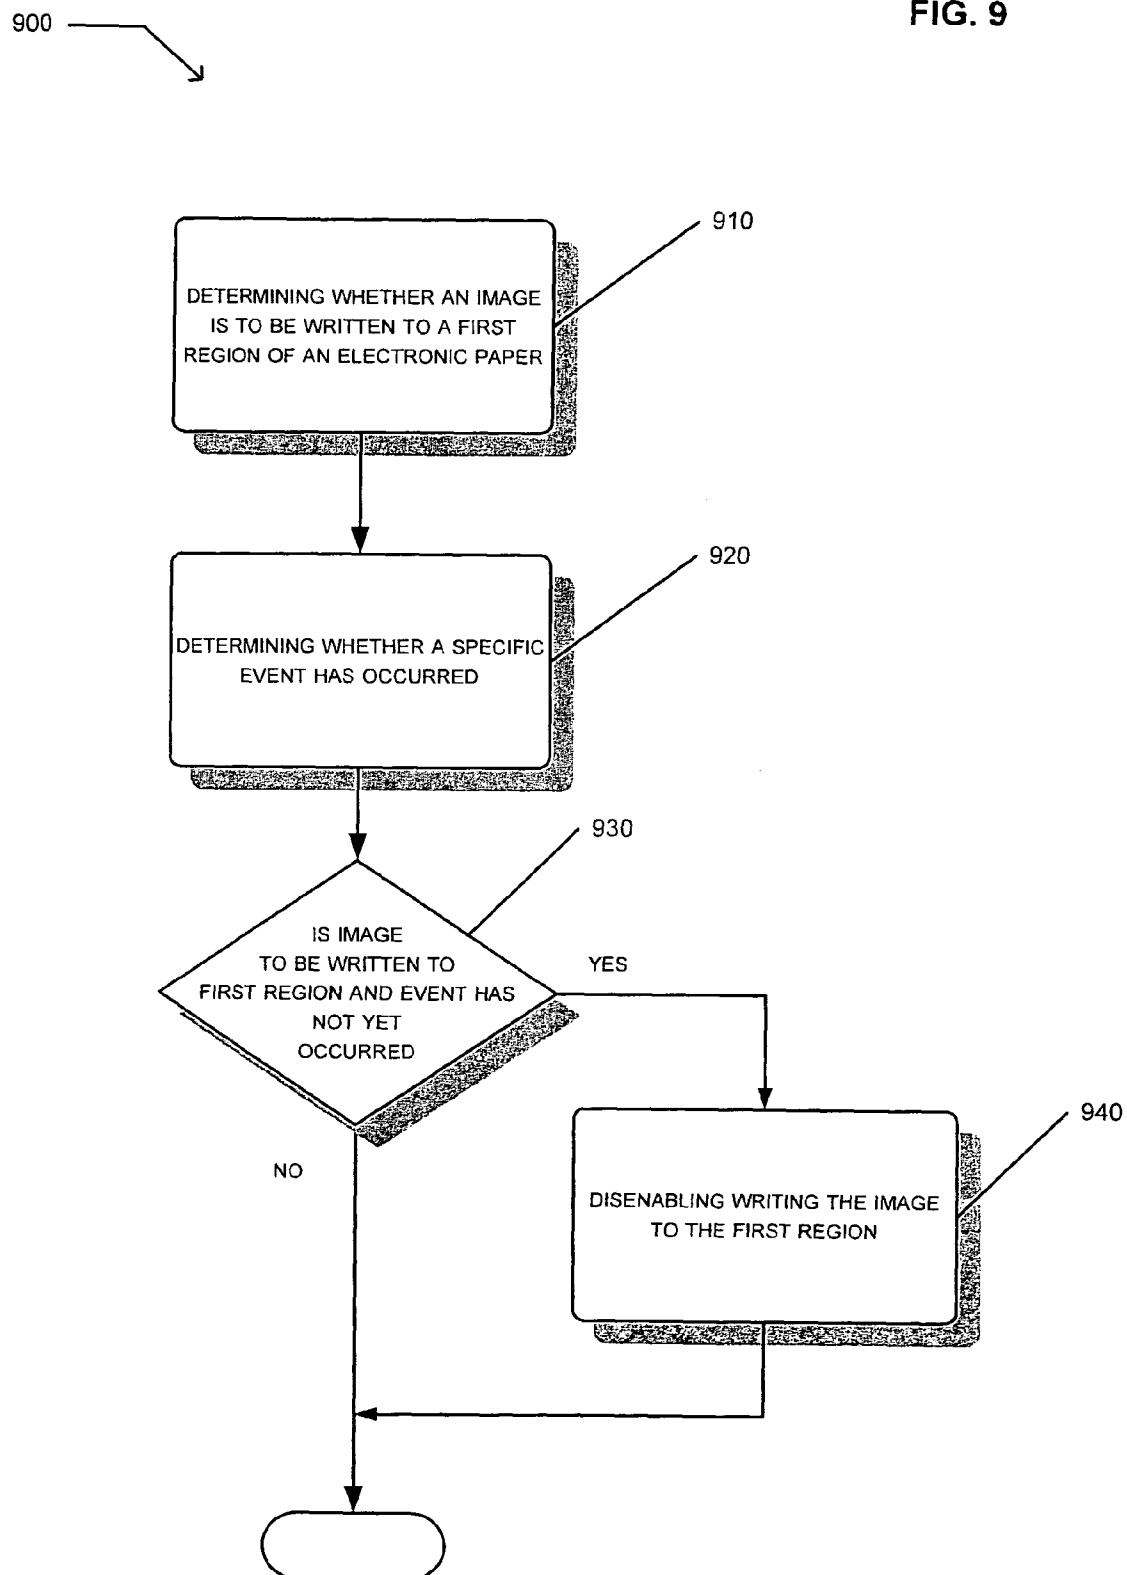 FIG. 9
900
910
DETERMINING WHETHER AN IMAGE
IS TO BE WRITTEN TO A FIRST
REGION OF AN ELECTRONIC PAPER
920
DETERMINING WHETHER A SPECIFIC
EVENT HAS OCCURRED
930
IS IMAGE
TO BE WRITTEN TO
FIRST REGION AND EVENT HAS
NOT YET
OCCURRED
YES
940
NO
DISENABLING WRITING THE IMAGE
TO THE FIRST REGION